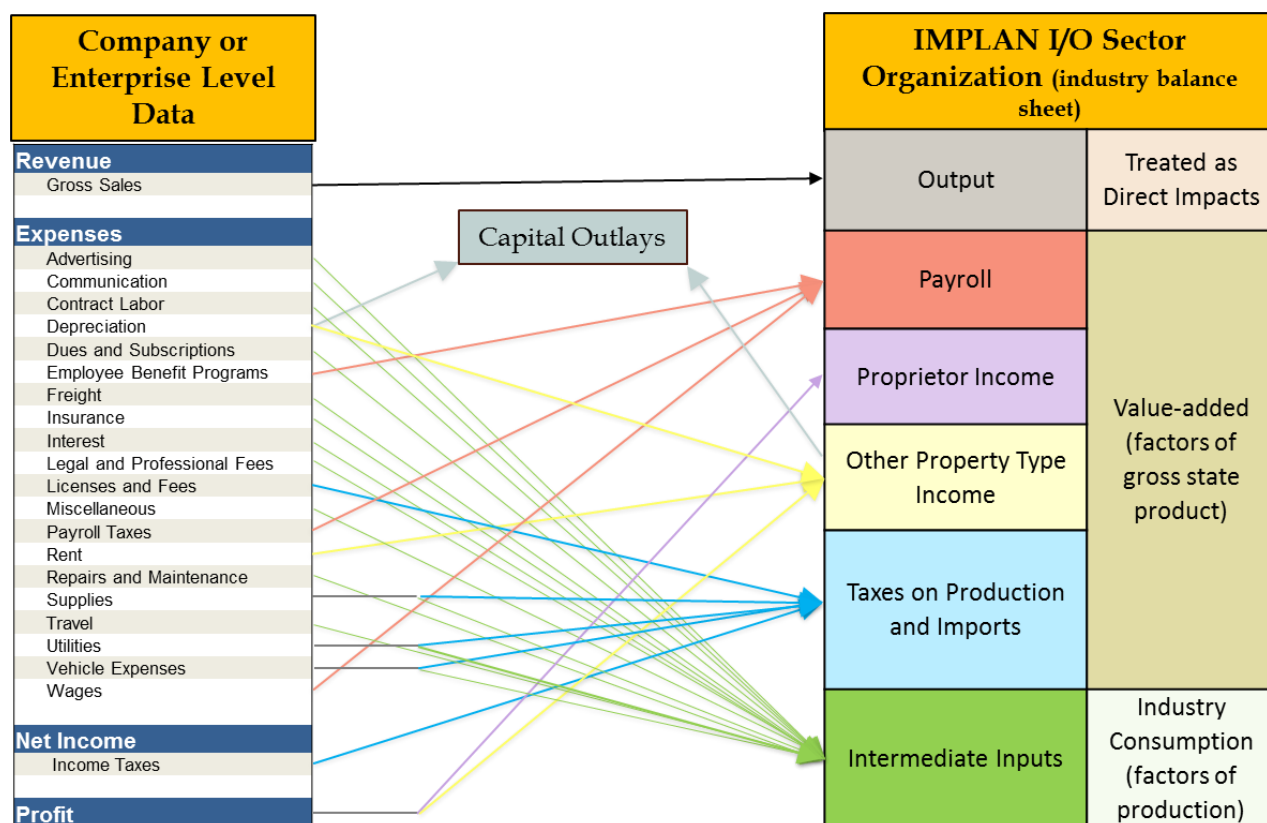 Company or
Enterprise Level
Data
Revenue
Gross Sales
Expenses
Advertising
Communication
Contract Labor
Depreciation
Dues and Subscriptions
Employee Benefit Programs
Freight
Insurance
Interest
Legal and Professional Fees
Licenses and Fees
Miscellaneous
Payroll Taxes
Rent
Repairs and Maintenance
Supplies
Travel
Utilities
Vehicle Expenses
Wages
Net Income
Income Taxes
Profit
Capital Outlays
IMPLAN I/O Sector
Organization (industry balance
sheet)
Output
Treated as
Direct Impacts
Payroll
Proprietor Income
Other Property Type
Income
Taxes on Production
and Imports
Value-added
(factors of
gross state
product)
Intermediate Inputs
Industry
Consumption
(factors of
production)